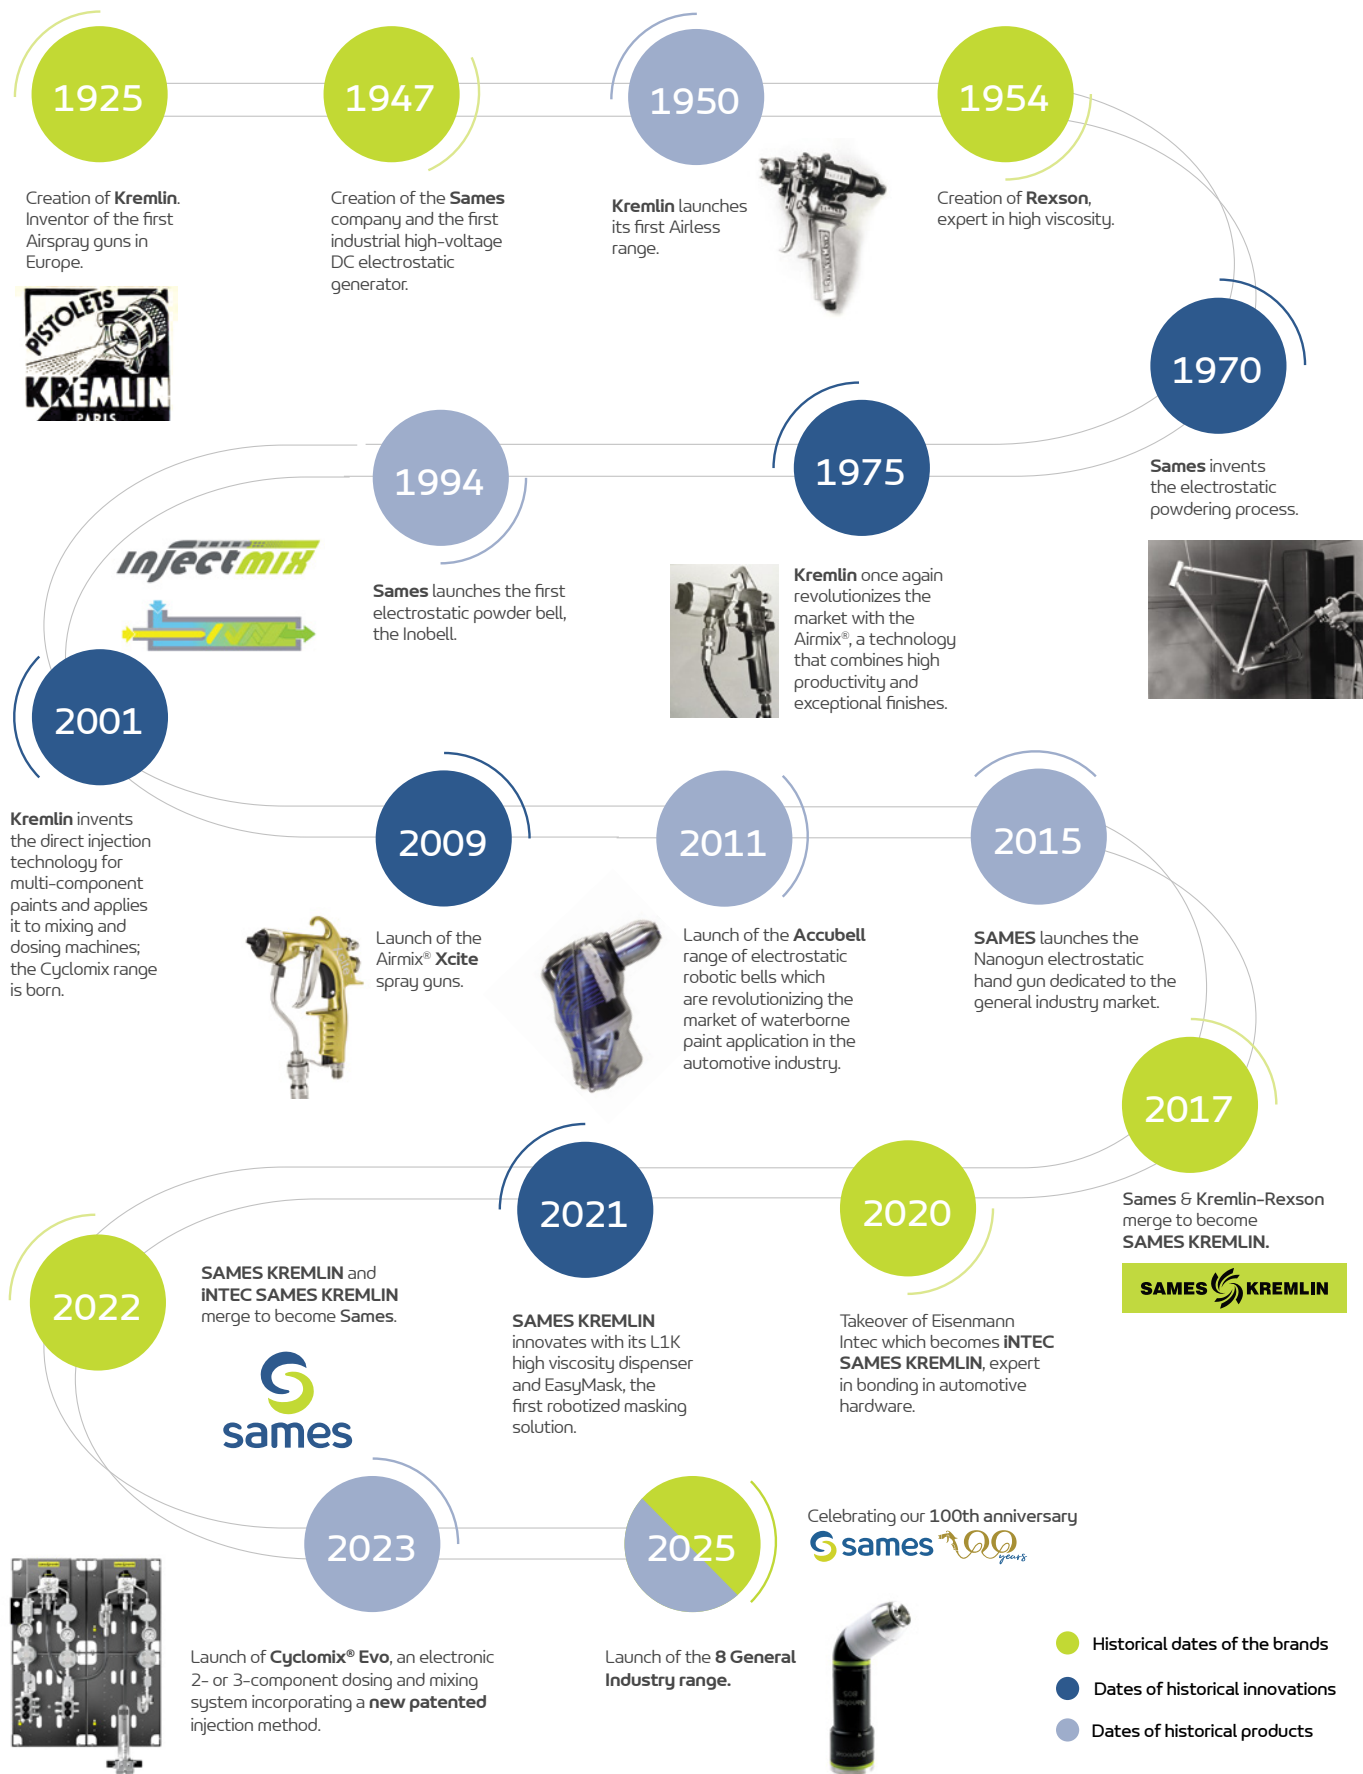 1925
Creation of Kremlin.
Inventor of the first
Airspray guns in
Europe.
PISTOLETS
KREMLIN
PARIS
1947
Creation of the Sames
company and the first
industrial high-voltage
DC electrostatic
generator.
1950
Kremlin launches
its first Airless
range.
1954
Creation of Rexson,
expert in high viscosity.
1970
Sames invents
the electrostatic
powdering process.
1975
Kremlin once again
revolutionizes the
market with the
Airmix®, a technology
that combines high
productivity and
exceptional finishes.
1994
Sames launches the first
electrostatic powder bell,
the Inobell.
injectmix
2001
Kremlin invents
the direct injection
technology for
multi-component
paints and applies
it to mixing and
dosing machines;
the Cyclomix range
is born.
2009
Launch of the
Airmix® Xcite
spray guns.
2011
Launch of the Accubell
range of electrostatic
robotic bells which
are revolutionizing the
market of waterborne
paint application in the
automotive industry.
2015
SAMES launches the
Nanogun electrostatic
hand gun dedicated to the
general industry market.
2017
Sames & Kremlin-Rexson
merge to become
SAMES KREMLIN.
SAMES KREMLIN
2020
Takeover of Eisenmann
Intec which becomes iNTEC
SAMES KREMLIN, expert
in bonding in automotive
hardware.
2021
SAMES KREMLIN
innovates with its L1K
high viscosity dispenser
and EasyMask, the
first robotized masking
solution.
2022
SAMES KREMLIN and
iNTEC SAMES KREMLIN
merge to become Sames.
sames
2023
Launch of Cyclomix® Evo, an electronic
2- or 3-component dosing and mixing
system incorporating a new patented
injection method.
2025
Celebrating our 100th anniversary
sames 100 years
Launch of the 8 General
Industry range.
Historical dates of the brands
Dates of historical innovations
Dates of historical products